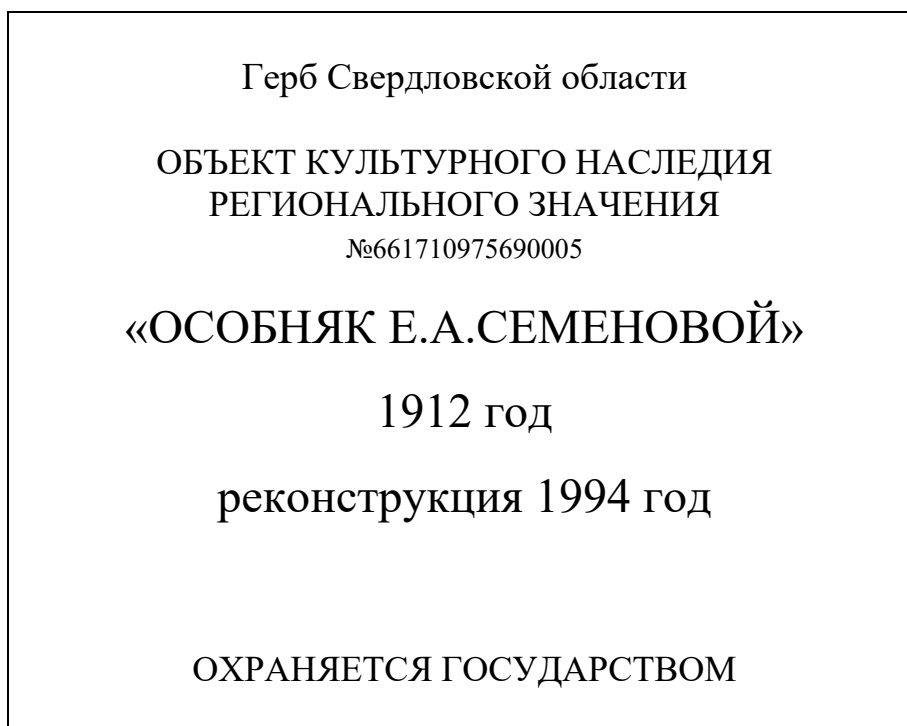 Герб Свердловской области
ОБЪЕКТ КУЛЬТУРНОГО НАСЛЕДИЯ
РЕГИОНАЛЬНОГО ЗНАЧЕНИЯ
№661710975690005
«ОСОБНЯК Е.А.СЕМЕНОВОЙ»
1912 год
реконструкция 1994 год
ОХРАНЯЕТСЯ ГОСУДАРСТВОМ